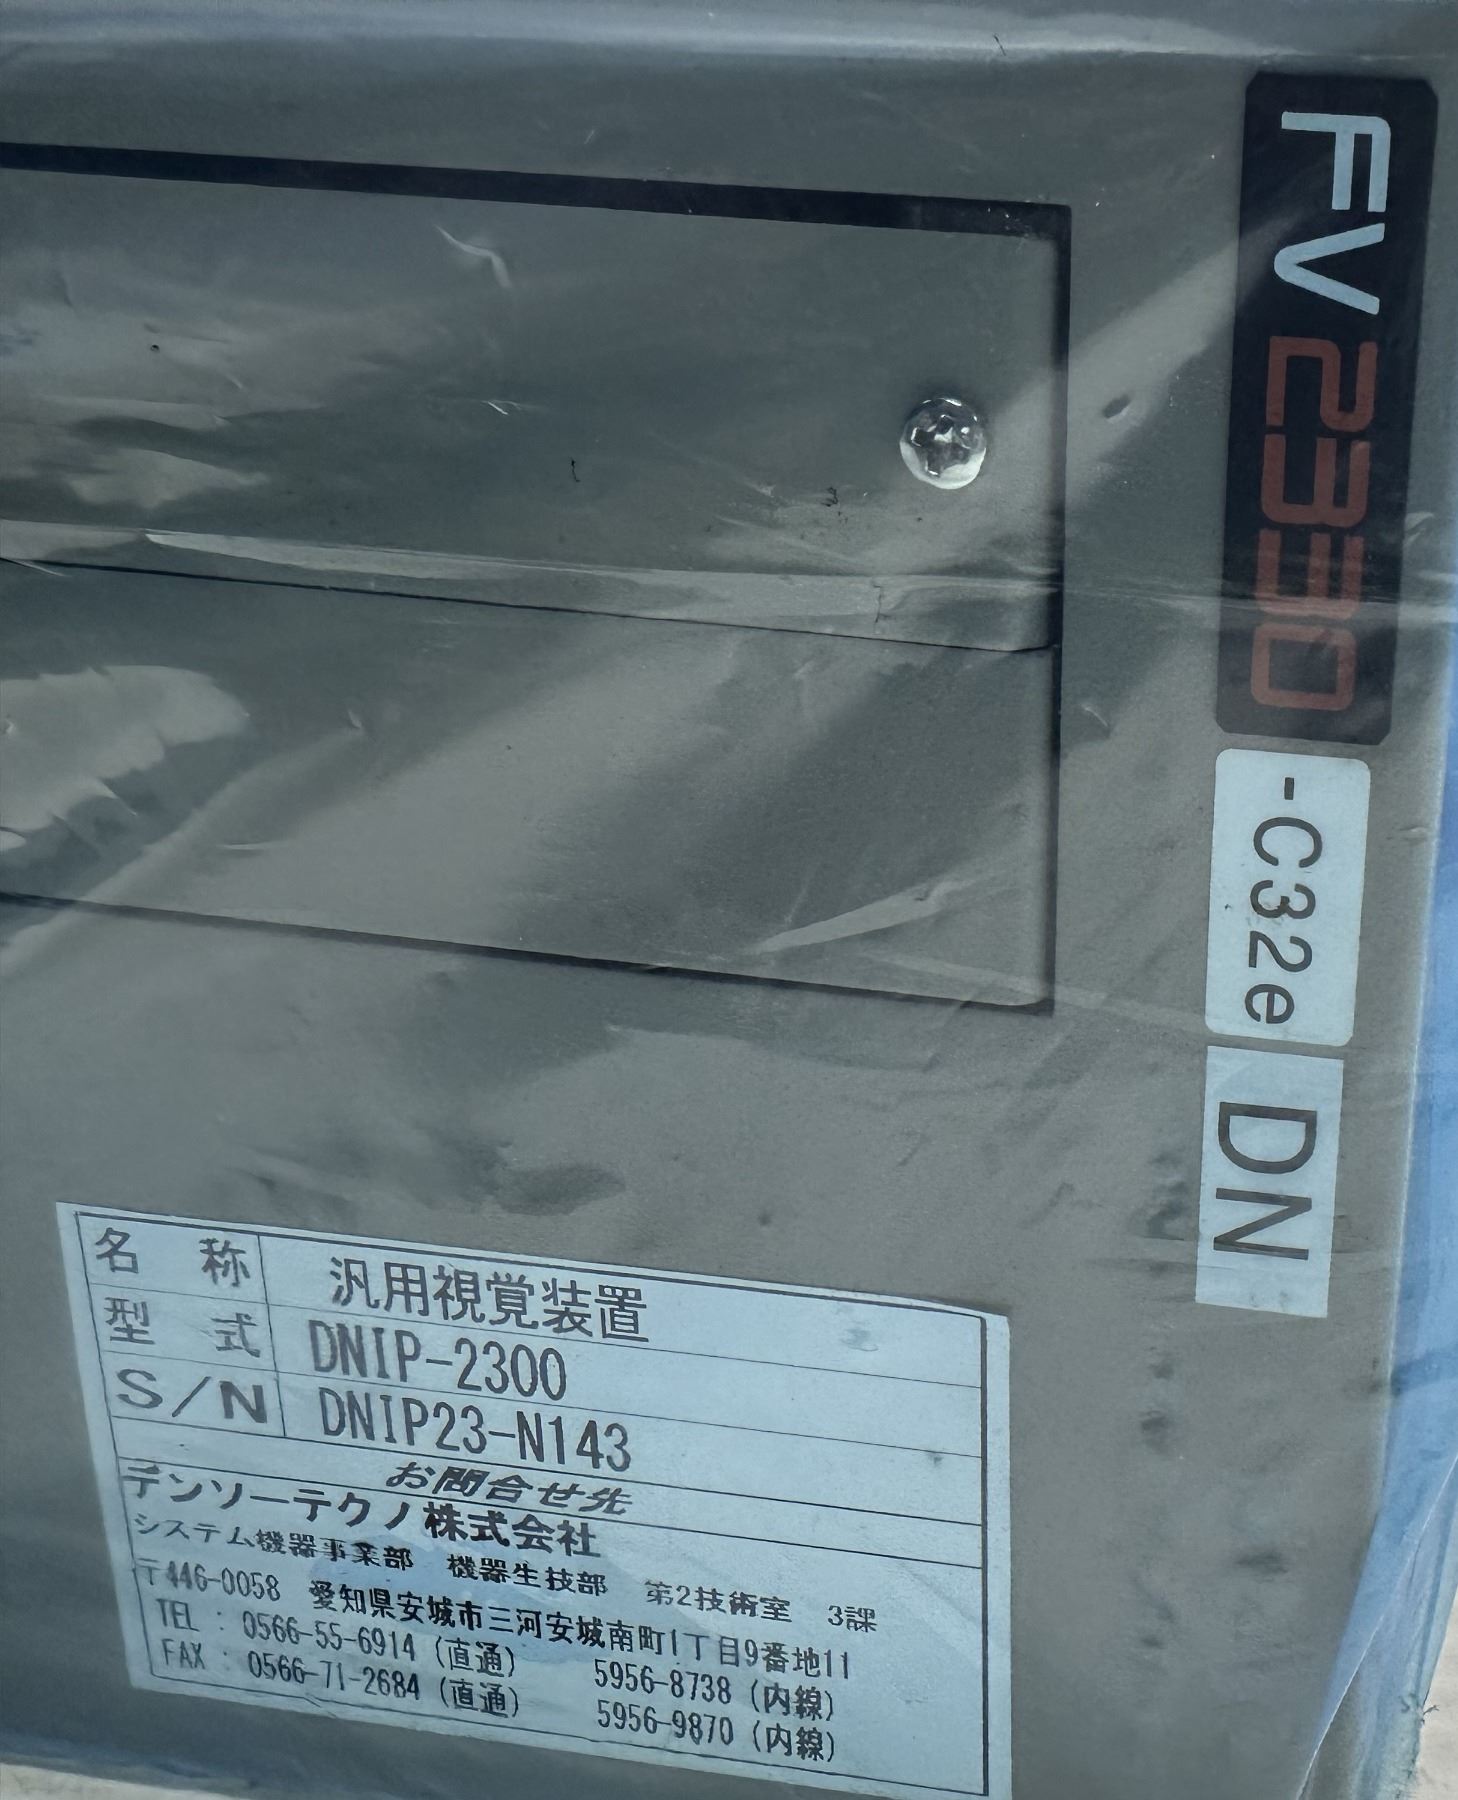 FV2330
-C32e
DN
名 称 汎用視覚装置
型 式 DNIP-2300
S/N DNIP23-N143
お問合せ先
デンソーテクノ株式会社
システム機器事業部 機器生技部 第2技術室 3課
〒446-0058 愛知県安城市三河安城南町1丁目9番地11
TEL : 0566-55-6914 (直通) 5956-8738 (内線)
FAX : 0566-71-2684 (直通) 5956-9870 (内線)